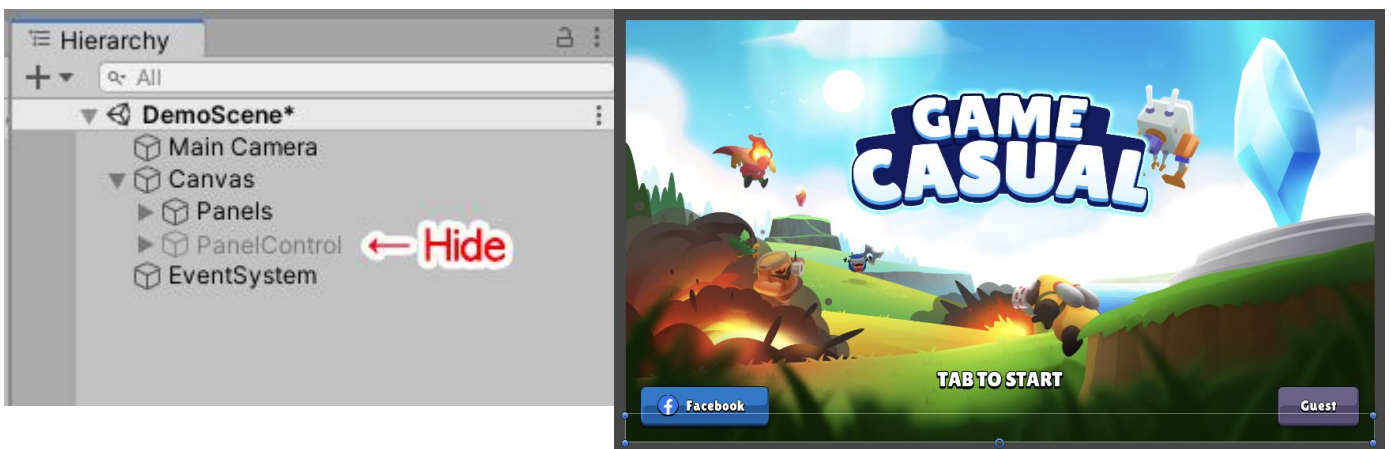 Hierarchy
All
DemoScene*
Main Camera
Canvas
Panels
PanelControl ← Hide
EventSystem
GAME
CASUAL
TAB TO START
Facebook
Guest